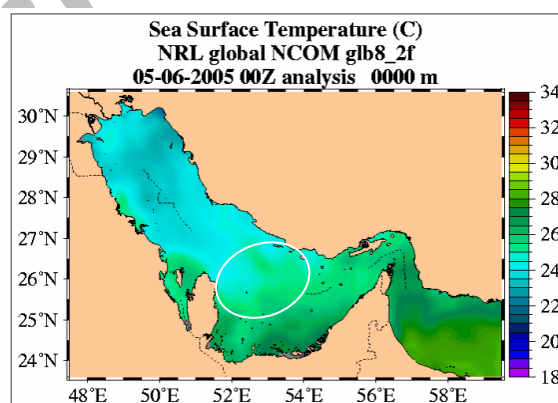 Sea Surface Temperature (C)
NRL global NCOM glb8_2f
05-06-2005 00Z analysis 0000 m
30°N
29°N
28°N
27°N
26°N
25°N
24°N
48°E 50°E 52°E 54°E 56°E 58°E
34
32
30
28
26
24
22
20
18